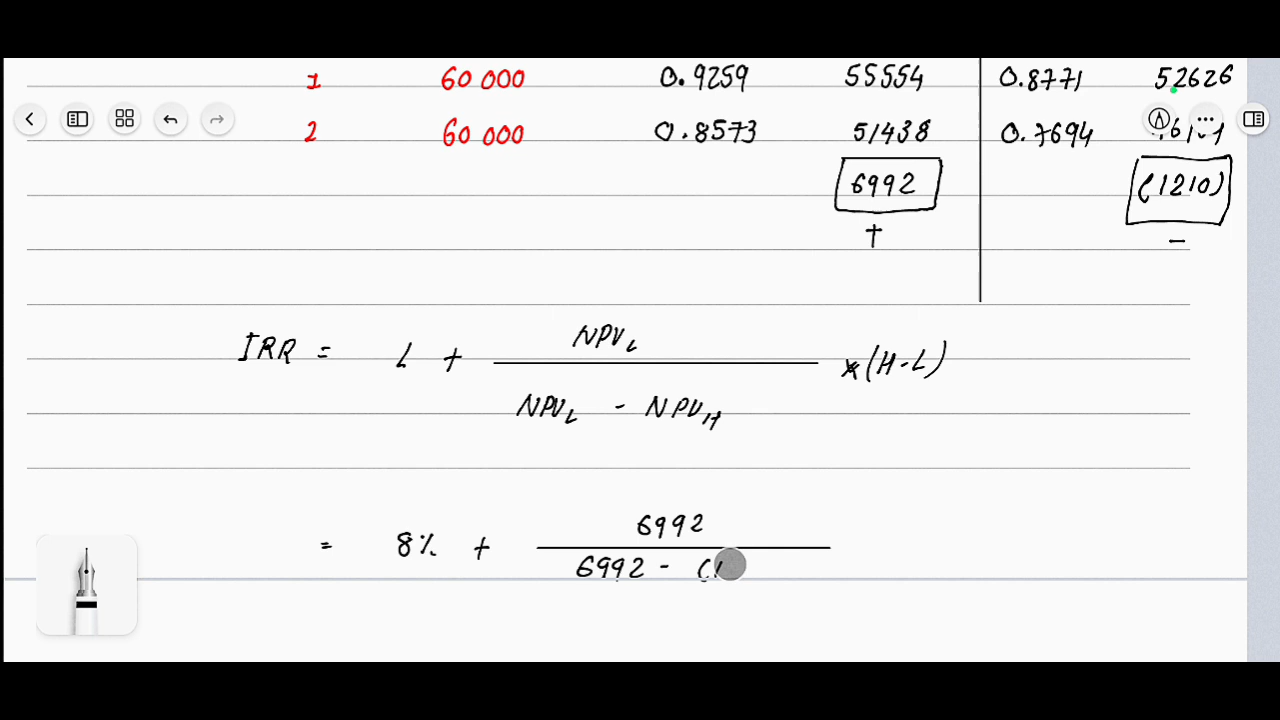 1 60 000 0.9259 55554 0.8771 52626
2 60 000 0.8573 51438 0.7694
6992 (1210)
+ −
IRR = L + NPV_L / NPV_L - NPV_H * (H-L)
= 8% + 6992 / 6992 -